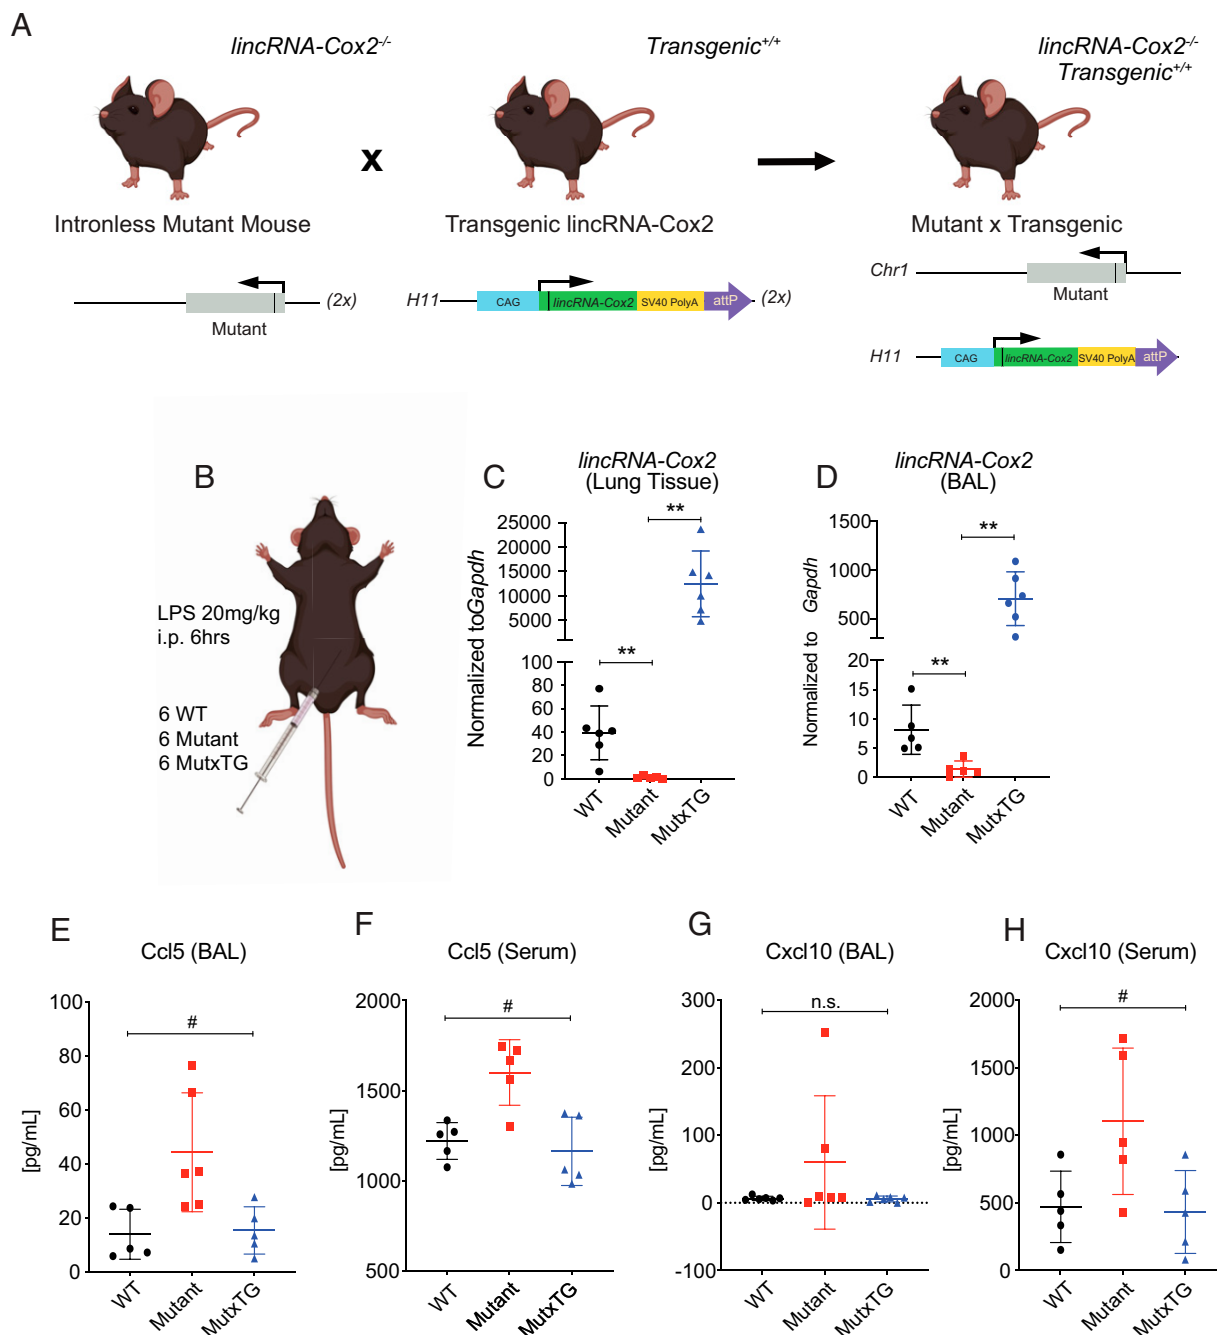 A
lincRNA-Cox2-/-
Transgenic+/+
lincRNA-Cox2-/-
Transgenic+/+
x
Intronless Mutant Mouse
Transgenic lincRNA-Cox2
Mutant x Transgenic
(2x)
Mutant
H11
CAG
lincRNA-Cox2
SV40 PolyA
attP
(2x)
Chr1
Mutant
H11
CAG
lincRNA-Cox2
SV40 PolyA
attP
B
LPS 20mg/kg
i.p. 6hrs
6 WT
6 Mutant
6 MutxTG
C
lincRNA-Cox2
(Lung Tissue)
Normalized toGapdh
25000
20000
15000
10000
5000
100
80
60
40
20
0
**
**
WT
Mutant
MutxTG
D
lincRNA-Cox2
(BAL)
Normalized to Gapdh
1500
1000
500
20
15
10
5
0
**
**
WT
Mutant
MutxTG
E
Ccl5 (BAL)
[pg/mL]
100
80
60
40
20
0
#
WT
Mutant
MutxTG
F
Ccl5 (Serum)
[pg/mL]
2000
1500
1000
500
#
WT
Mutant
MutxTG
G
Cxcl10 (BAL)
[pg/mL]
300
200
100
0
-100
n.s.
WT
Mutant
MutxTG
H
Cxcl10 (Serum)
[pg/mL]
2000
1500
1000
500
0
#
WT
Mutant
MutxTG